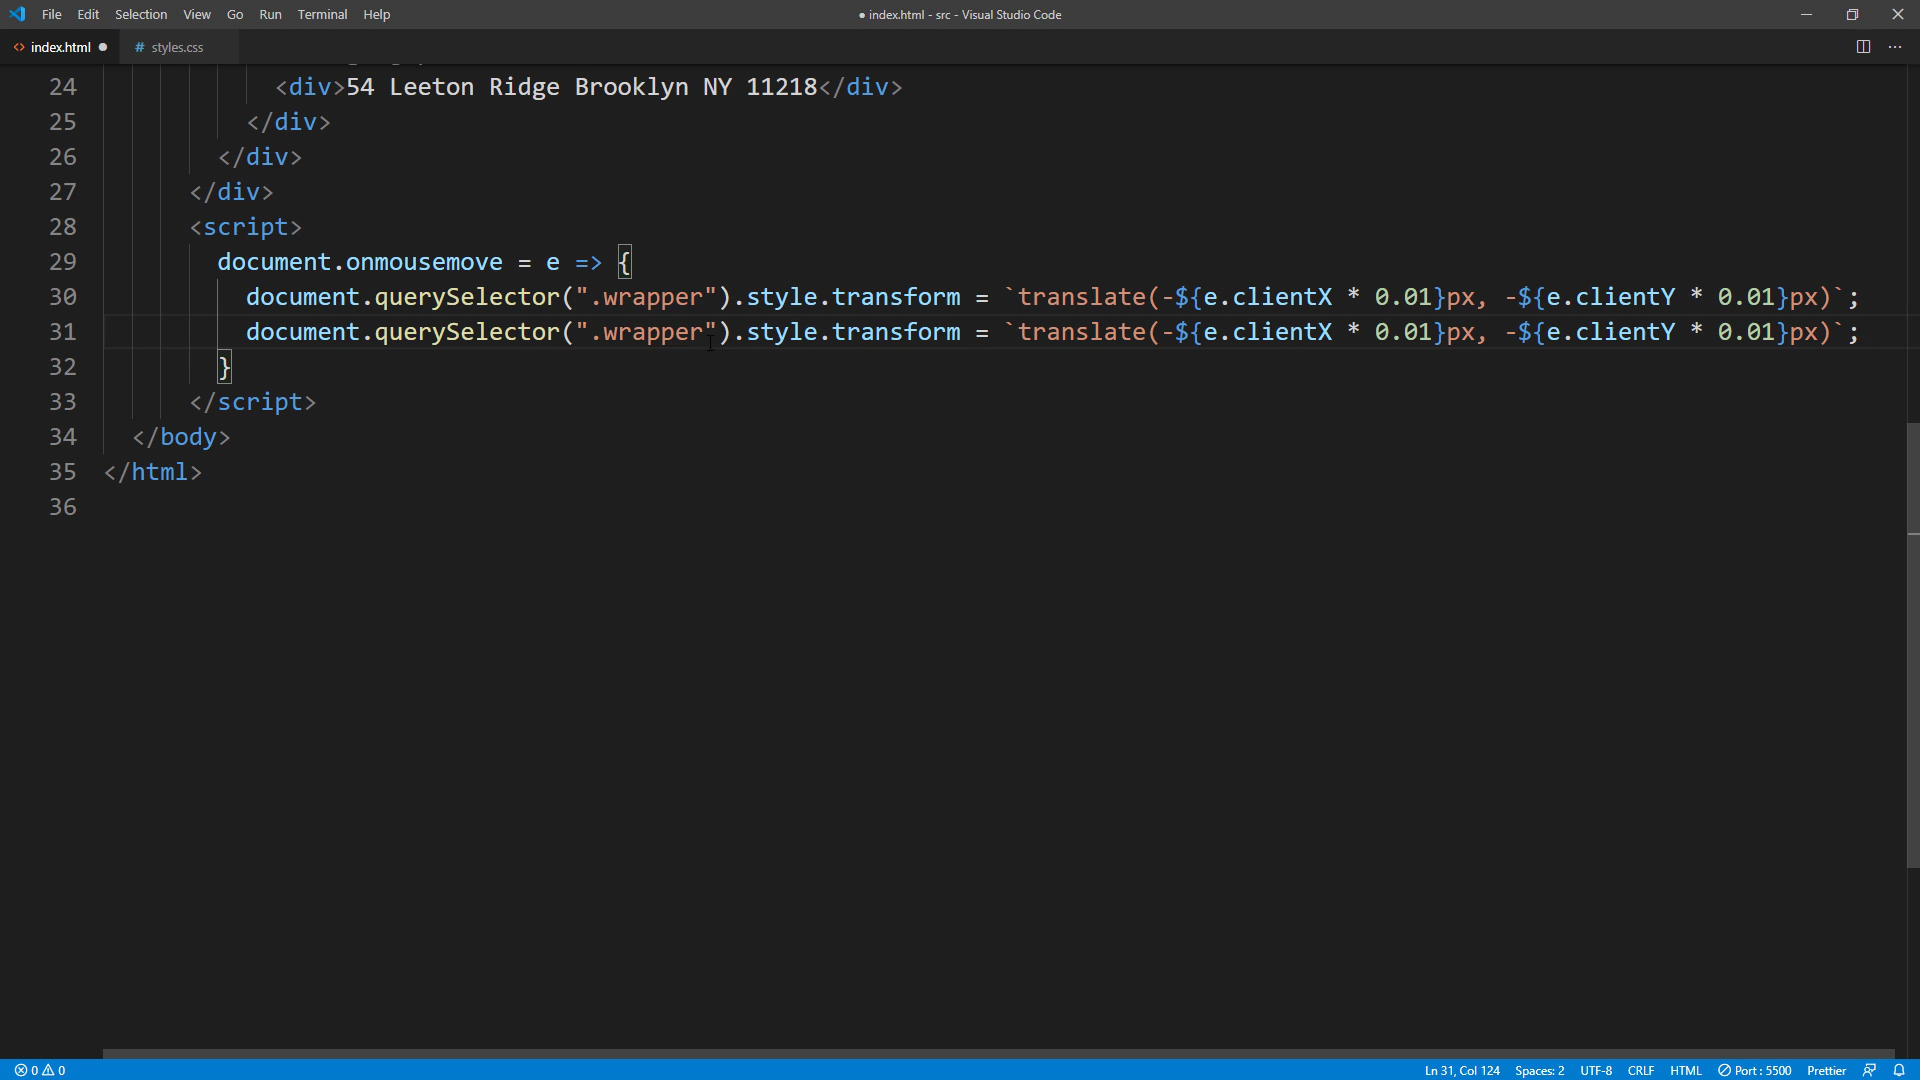 File Edit Selection View Go Run Terminal Help
● index.html - src - Visual Studio Code
<> index.html ●
# styles.css
24 <div>54 Leeton Ridge Brooklyn NY 11218</div>
25 </div>
26 </div>
27 </div>
28 <script>
29 document.onmousemove = e => {
30 document.querySelector(".wrapper").style.transform = `translate(-${e.clientX * 0.01}px, -${e.clientY * 0.01}px)`;
31 document.querySelector(".wrapper").style.transform = `translate(-${e.clientX * 0.01}px, -${e.clientY * 0.01}px)`;
32 }
33 </script>
34 </body>
35 </html>
36
0 0 Ln 31, Col 124 Spaces: 2 UTF-8 CRLF HTML Port : 5500 Prettier